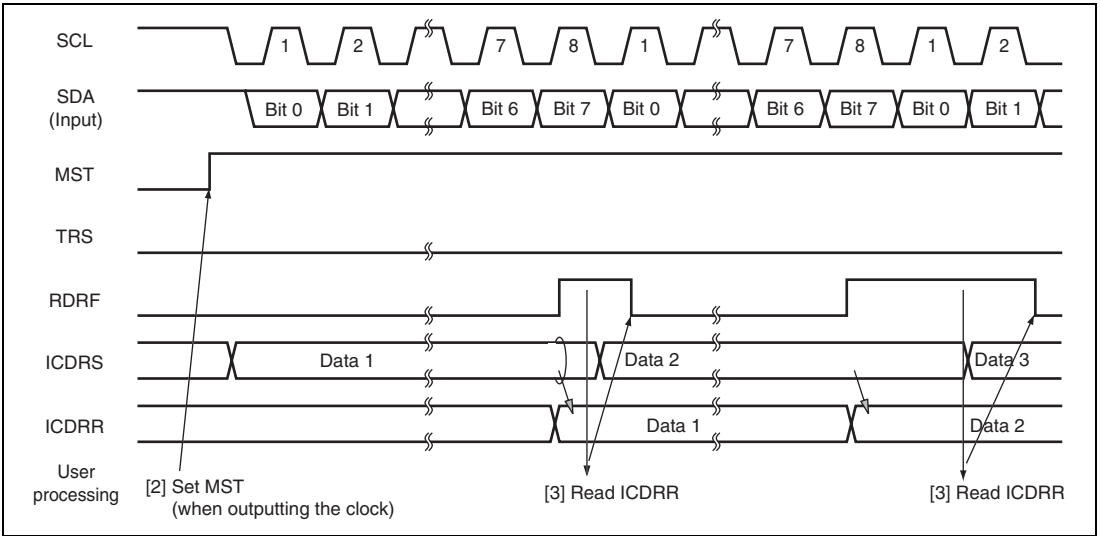 SCL 1 2 7 8 1 7 8 1 2
SDA
(Input)
Bit 0 Bit 1 Bit 6 Bit 7 Bit 0 Bit 6 Bit 7 Bit 0 Bit 1
MST
TRS
RDRF
ICDRS Data 1 Data 2 Data 3
ICDRR Data 1 Data 2
User
processing
[2] Set MST
(when outputting the clock)
[3] Read ICDRR
[3] Read ICDRR